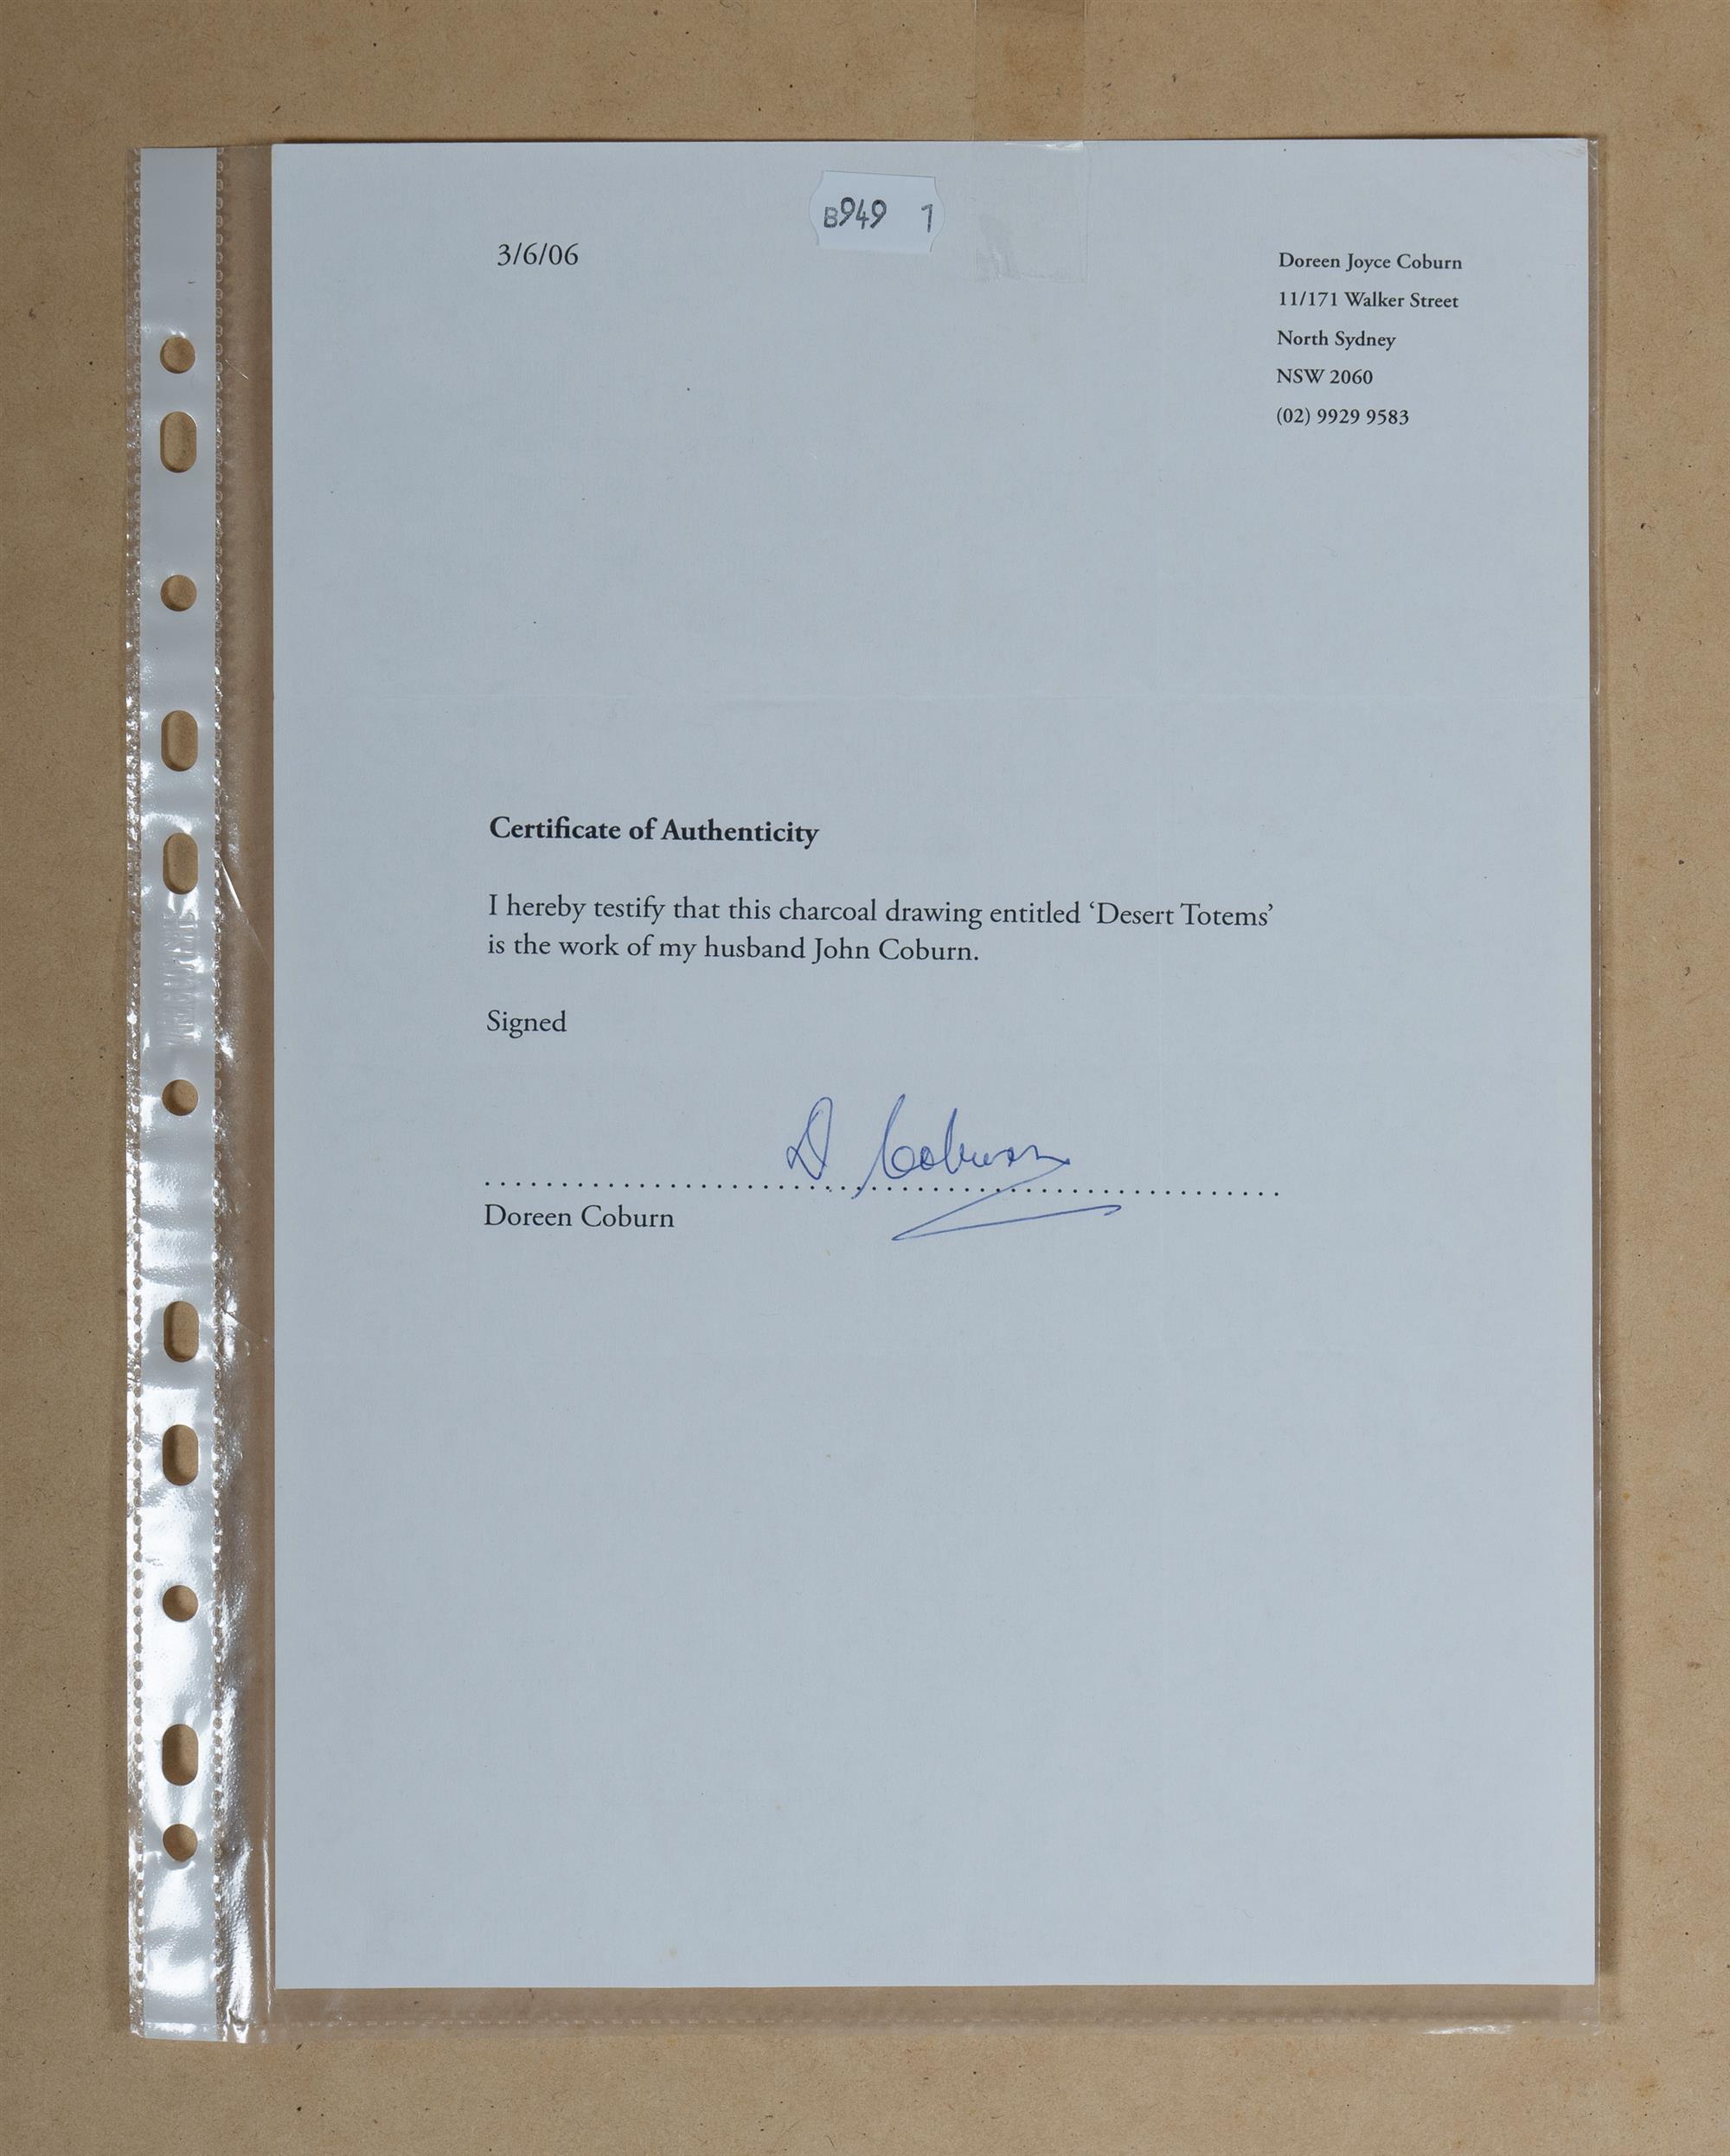 B949 1
3/6/06
Doreen Joyce Coburn
11/171 Walker Street
North Sydney
NSW 2060
(02) 9929 9583
Certificate of Authenticity
I hereby testify that this charcoal drawing entitled ‘Desert Totems’
is the work of my husband John Coburn.
Signed
D Coburn
Doreen Coburn